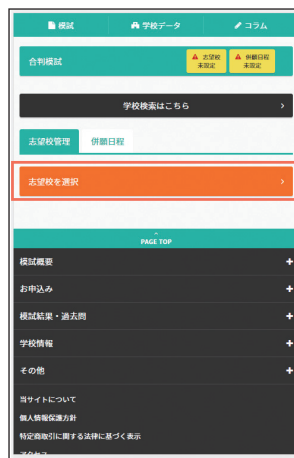 模試 学校データ コラム
合判模試
志望校
未設定
併願日程
未設定
学校検索はこちら
志望校管理 併願日程
志望校を選択
PAGE TOP
模試概要
お申込み
模試結果・過去問
学校情報
その他
当サイトについて
個人情報保護方針
特定商取引に関する法律に基づく表示
アクセス